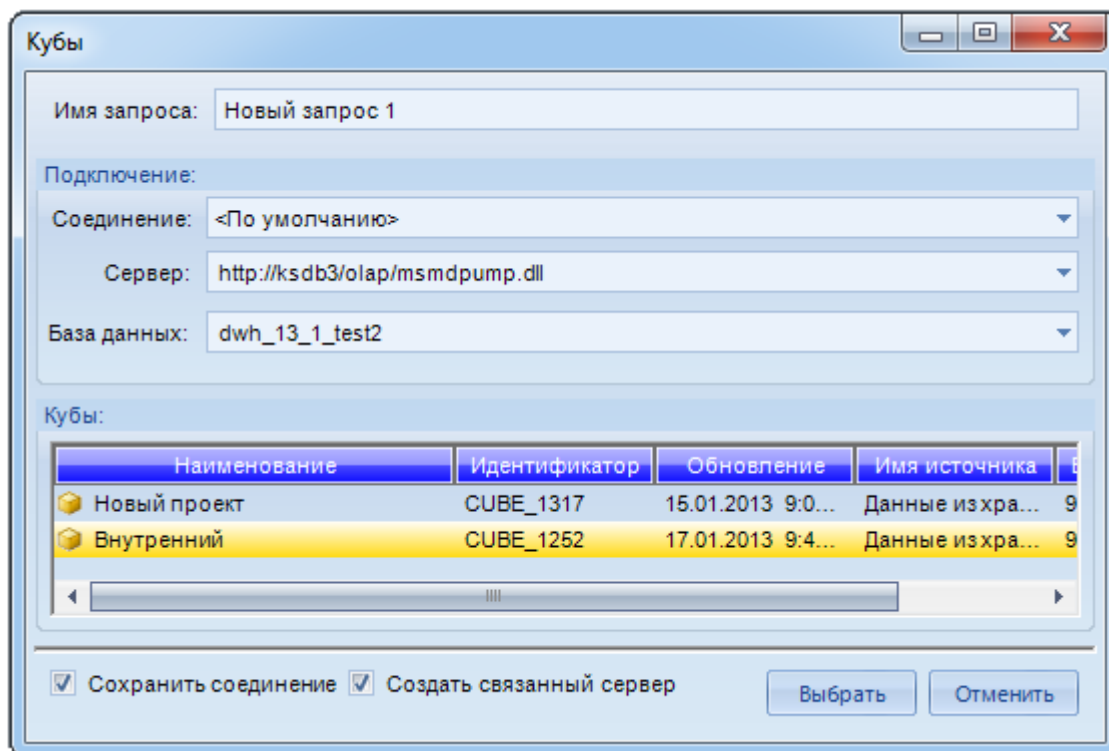 Кубы
Имя запроса: Новый запрос 1
Подключение:
Соединение: <По умолчанию>
Сервер: http://ksdb3/olap/msmdpump.dll
База данных: dwh_13_1_test2
Кубы:
Наименование Идентификатор Обновление Имя источника
Новый проект CUBE_1317 15.01.2013 9:0... Данные из хра... 9
Внутренний CUBE_1252 17.01.2013 9:4... Данные из хра... 9
Сохранить соединение Создать связанный сервер Выбрать Отменить